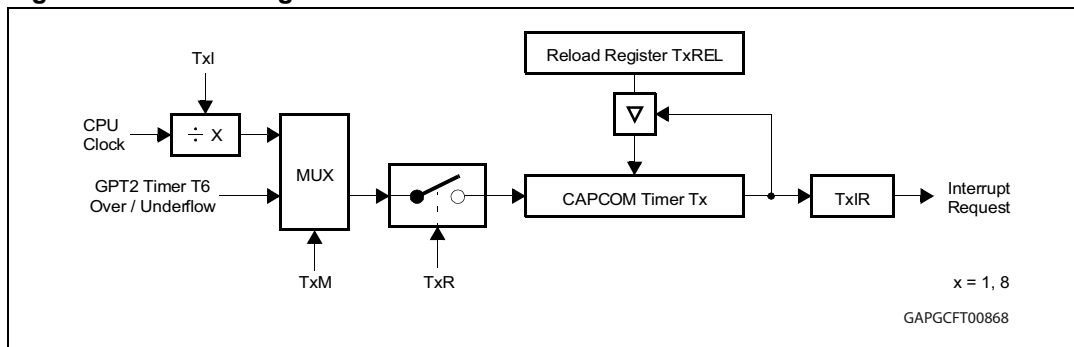 Reload Register TxREL
TxI
CPU
Clock
÷ X
∇
MUX
GPT2 Timer T6
Over / Underflow
CAPCOM Timer Tx
TxIR
Interrupt
Request
TxM
TxR
x = 1, 8
GAPGCFT00868